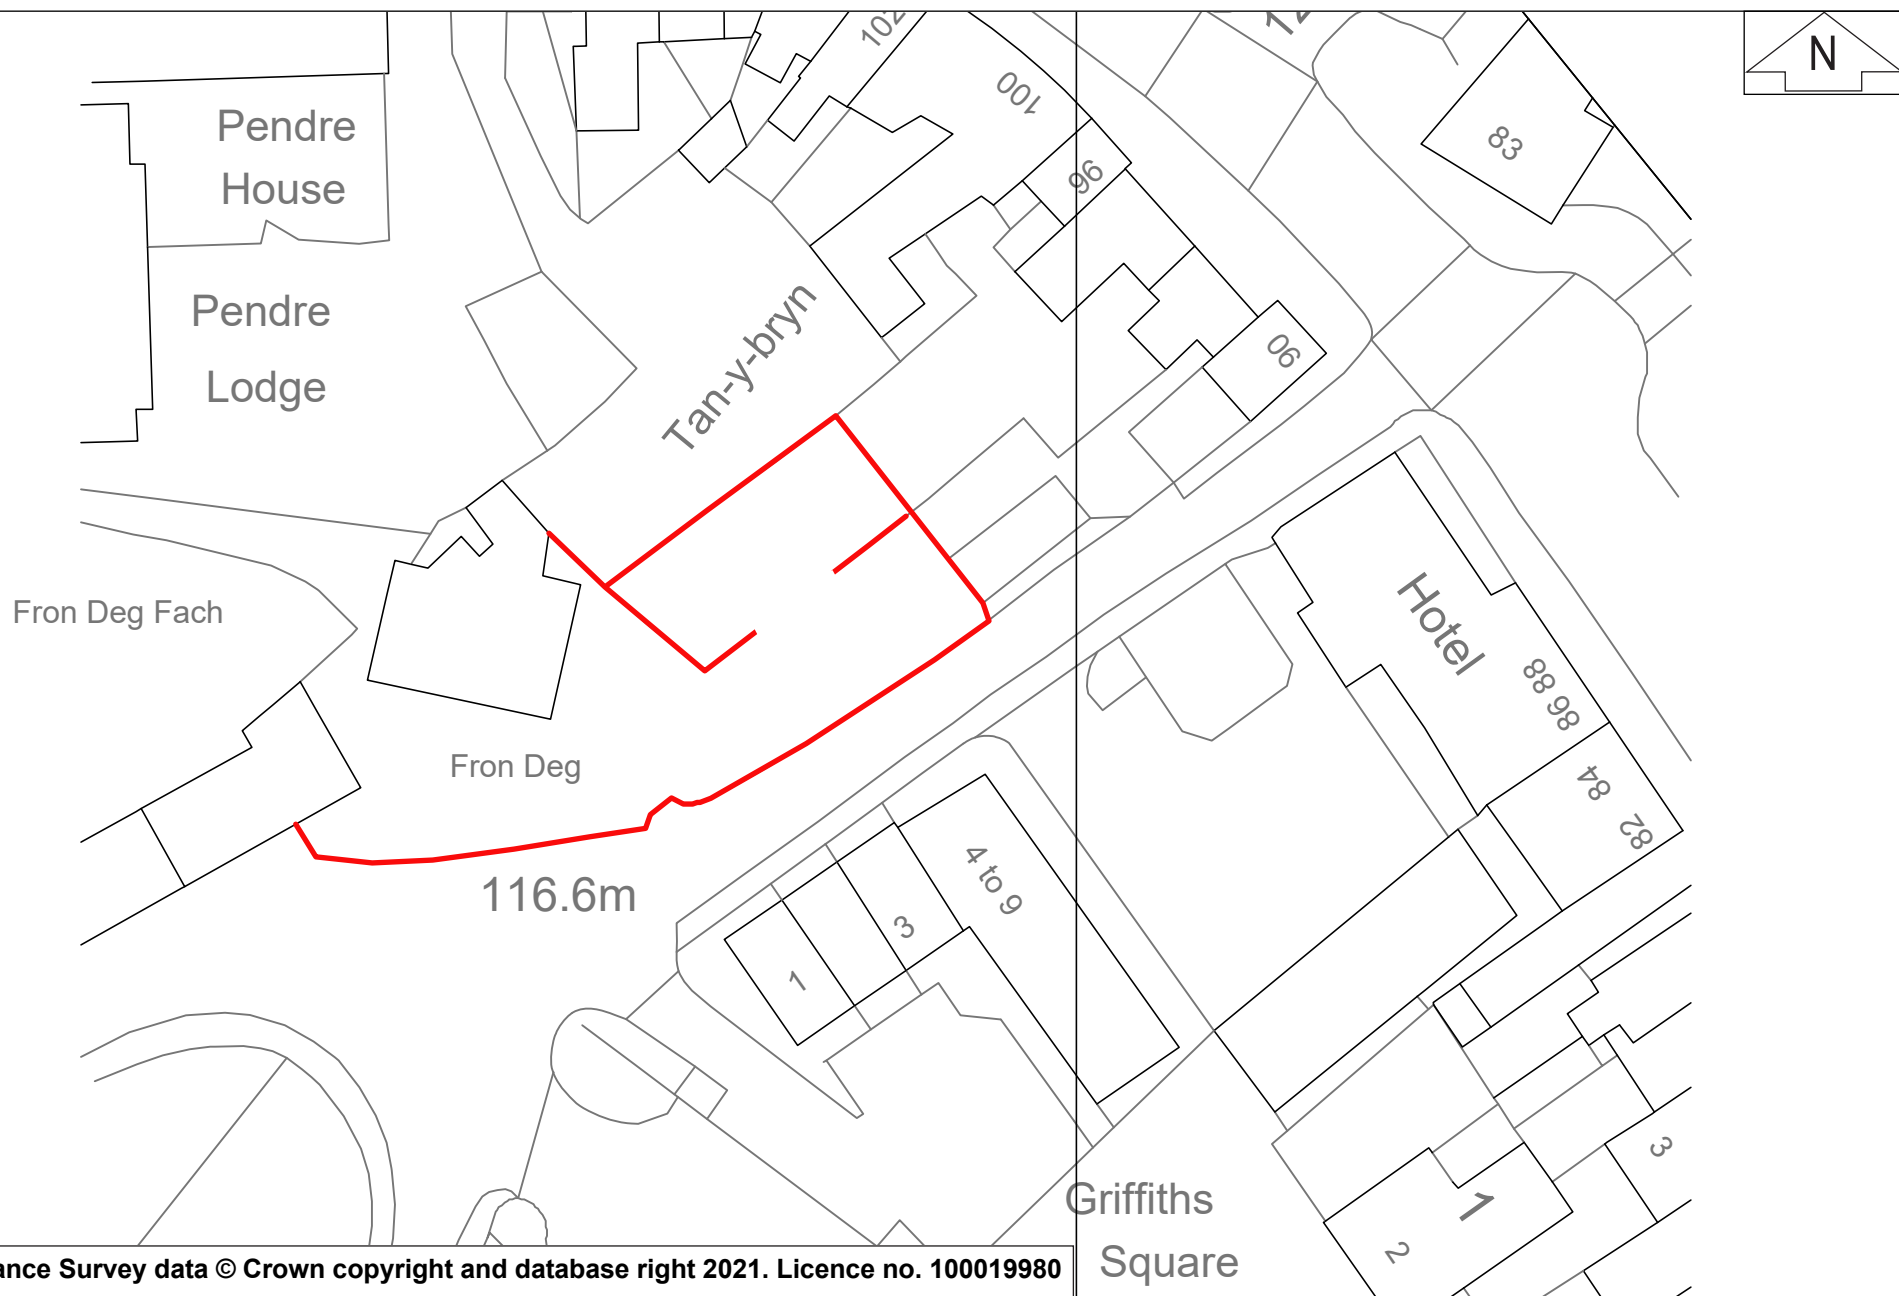 N
102
100
96
83
90
Pendre
House
Pendre
Lodge
Tan-y-bryn
Fron Deg Fach
Fron Deg
116.6m
Hotel
86 88
84
82
4 to 9
3
1
Griffiths
Square
1
2
3
ance Survey data © Crown copyright and database right 2021. Licence no. 100019980